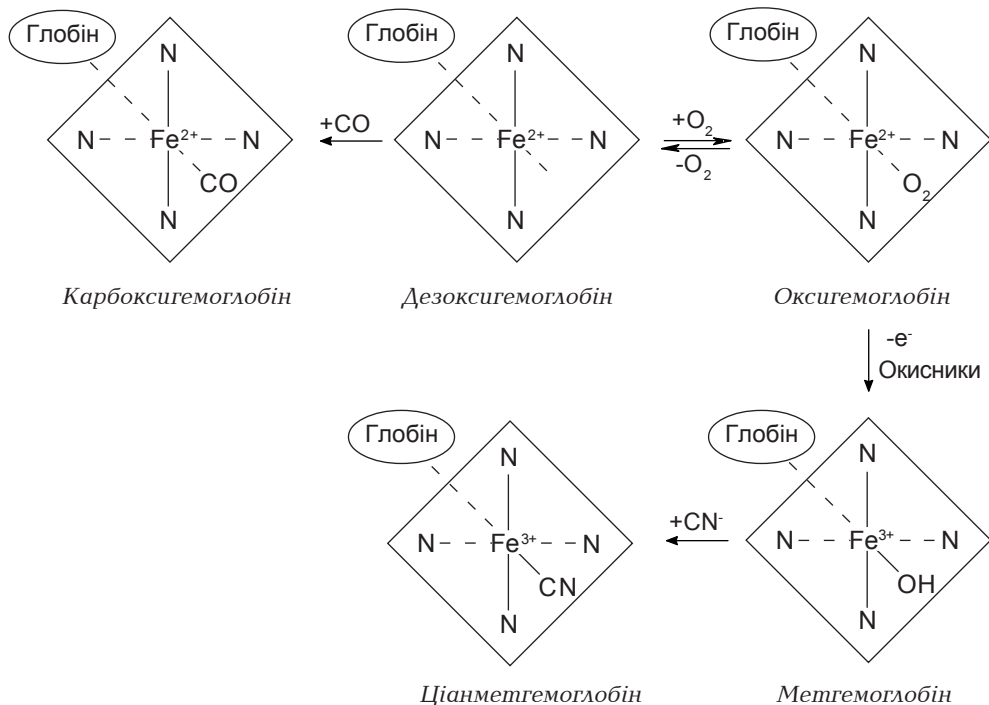 Глобін
N
N – – Fe²⁺ – – N
CO
N
Карбоксигемоглобін
+CO
Глобін
N
N – – Fe²⁺ – – N
N
Дезоксигемоглобін
+O₂
-O₂
Глобін
N
N – – Fe²⁺ – – N
O₂
N
Оксигемоглобін
-e⁻
Окисники
Глобін
N
N – – Fe³⁺ – – N
CN
N
Ціанметгемоглобін
+CN⁻
Глобін
N
N – – Fe³⁺ – – N
OH
N
Метгемоглобін